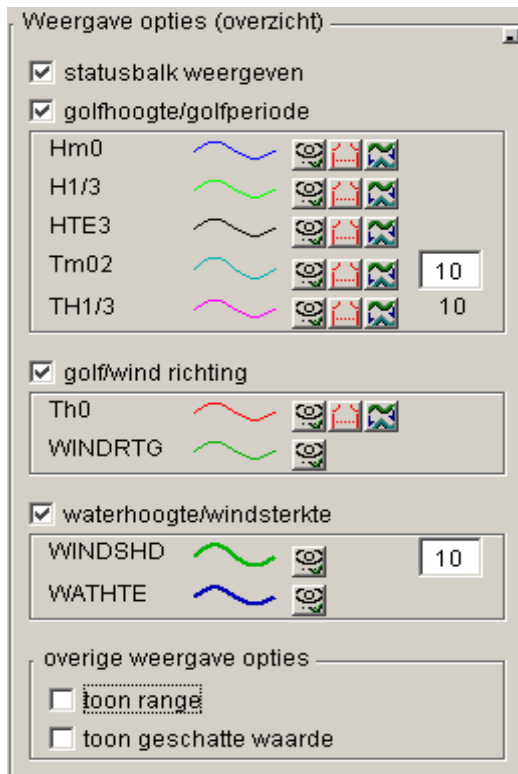 Weergave opties (overzicht)
statusbalk weergeven
golfhoogte/golfperiode
Hm0
H1/3
HTE3
Tm02 10
TH1/3 10
golf/wind richting
Th0
WINDRTG
waterhoogte/windsterkte
WINDSHD 10
WATHTE
overige weergave opties
toon range
toon geschatte waarde